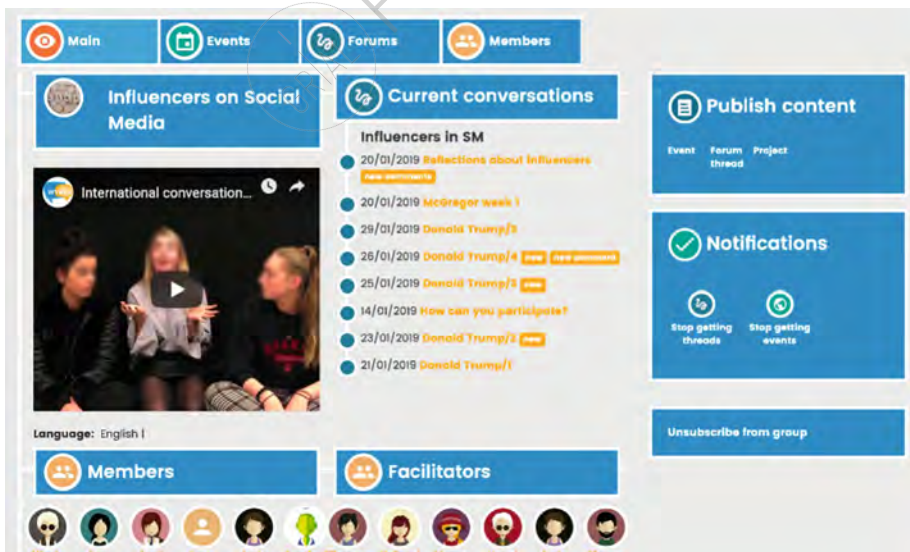 Main
Events
Forums
Members
Influencers on Social
Media
International conversation...
Language: English |
Members
Current conversations
Influencers in SM
20/01/2019 Reflections about influencers
new comments
20/01/2019 McGregor week 1
29/01/2019 Donald Trump/5
26/01/2019 Donald Trump/4 new new comment
25/01/2019 Donald Trump/3 new
14/01/2019 How can you participate?
23/01/2019 Donald Trump/2 new
21/01/2019 Donald Trump/1
Facilitators
Publish content
Event Forum Project
thread
Notifications
Stop getting Stop getting
threads events
Unsubscribe from group